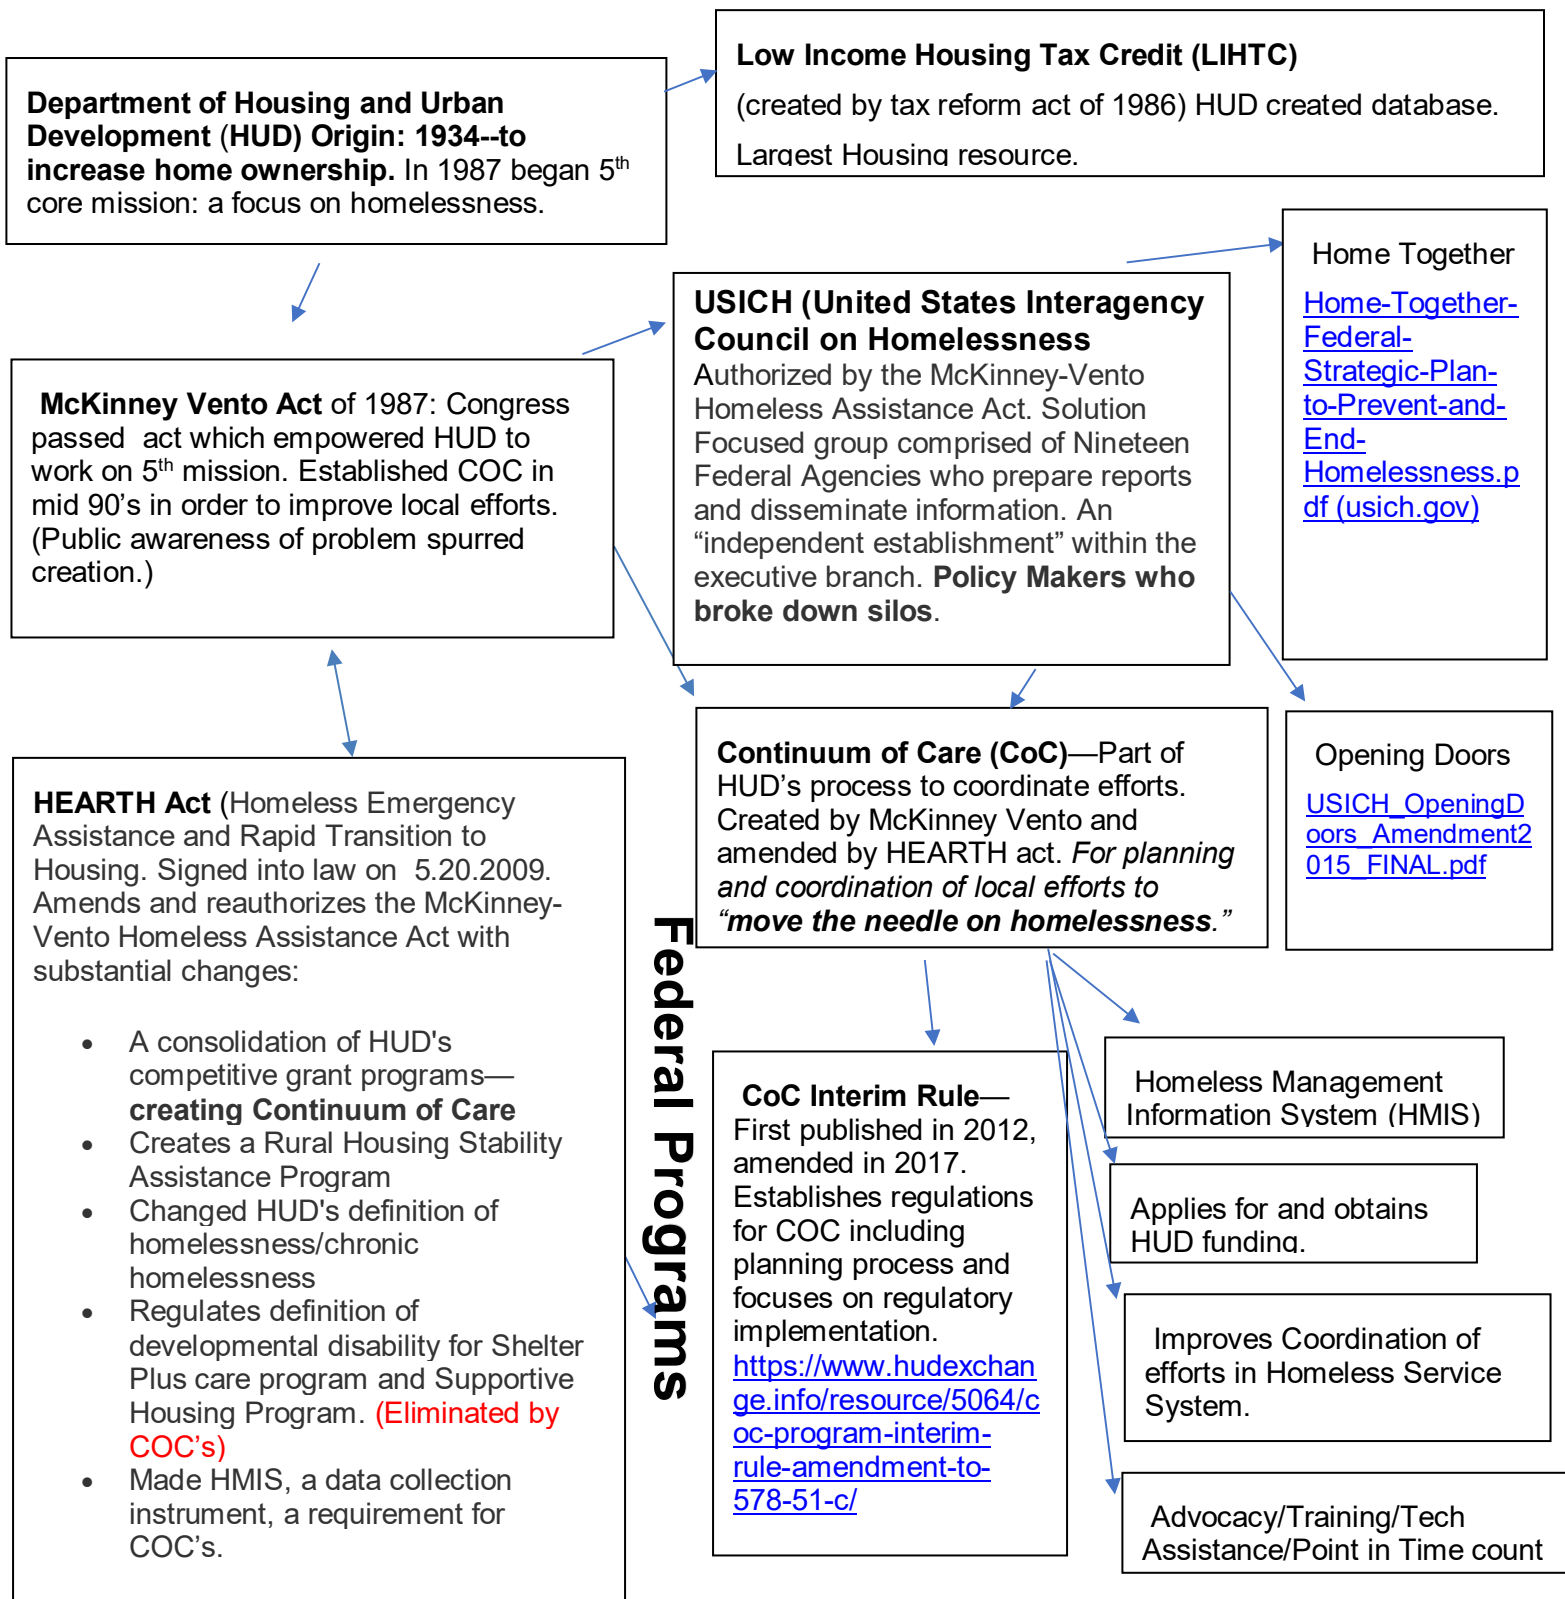 Low Income Housing Tax Credit (LIHTC)
(created by tax reform act of 1986) HUD created database.
Largest Housing resource.
Department of Housing and Urban
Development (HUD) Origin: 1934--to
increase home ownership. In 1987 began 5th
core mission: a focus on homelessness.
Home Together
Home-Together-
Federal-
Strategic-Plan-
to-Prevent-and-
End-
Homelessness.p
df (usich.gov)
USICH (United States Interagency
Council on Homelessness
Authorized by the McKinney-Vento
Homeless Assistance Act. Solution
Focused group comprised of Nineteen
Federal Agencies who prepare reports
and disseminate information. An
“independent establishment” within the
executive branch. Policy Makers who
broke down silos.
McKinney Vento Act of 1987: Congress
passed  act which empowered HUD to
work on 5th mission. Established COC in
mid 90’s in order to improve local efforts.
(Public awareness of problem spurred
creation.)
Continuum of Care (CoC)—Part of
HUD’s process to coordinate efforts.
Created by McKinney Vento and
amended by HEARTH act. For planning
and coordination of local efforts to
“move the needle on homelessness.”
Opening Doors
USICH_OpeningD
oors_Amendment2
015_FINAL.pdf
HEARTH Act (Homeless Emergency
Assistance and Rapid Transition to
Housing. Signed into law on  5.20.2009.
Amends and reauthorizes the McKinney-
Vento Homeless Assistance Act with
substantial changes:
• A consolidation of HUD's
competitive grant programs—
creating Continuum of Care
• Creates a Rural Housing Stability
Assistance Program
• Changed HUD's definition of
homelessness/chronic
homelessness
• Regulates definition of
developmental disability for Shelter
Plus care program and Supportive
Housing Program. (Eliminated by
COC’s)
• Made HMIS, a data collection
instrument, a requirement for
COC’s.
Federal Programs
CoC Interim Rule—
First published in 2012,
amended in 2017.
Establishes regulations
for COC including
planning process and
focuses on regulatory
implementation.
https://www.hudexchan
ge.info/resource/5064/c
oc-program-interim-
rule-amendment-to-
578-51-c/
Homeless Management
Information System (HMIS)
Applies for and obtains
HUD funding.
Improves Coordination of
efforts in Homeless Service
System.
Advocacy/Training/Tech
Assistance/Point in Time count